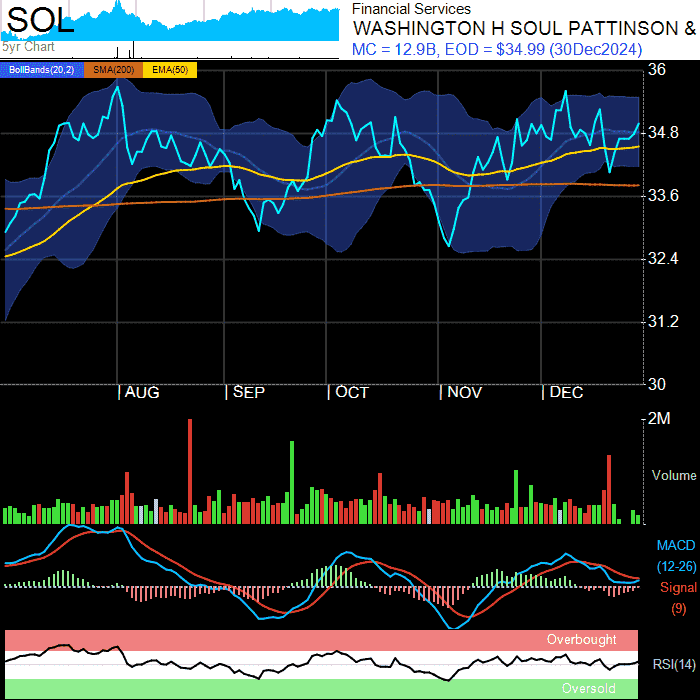 SOL
5yr Chart
Financial Services
WASHINGTON H SOUL PATTINSON &
MC = 12.9B, EOD = $34.99 (30Dec2024)
BollBands(20,2) SMA(200) EMA(50)
36
34.8
33.6
32.4
31.2
30
AUG SEP OCT NOV DEC
2M
Volume
MACD
(12-26)
Signal
(9)
Overbought
RSI(14)
Oversold